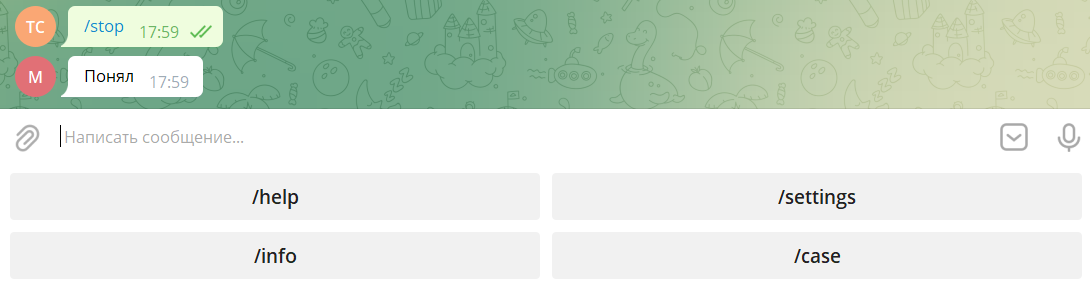 TC
/stop 17:59
M
Понял 17:59
Написать сообщение...
/help
/settings
/info
/case